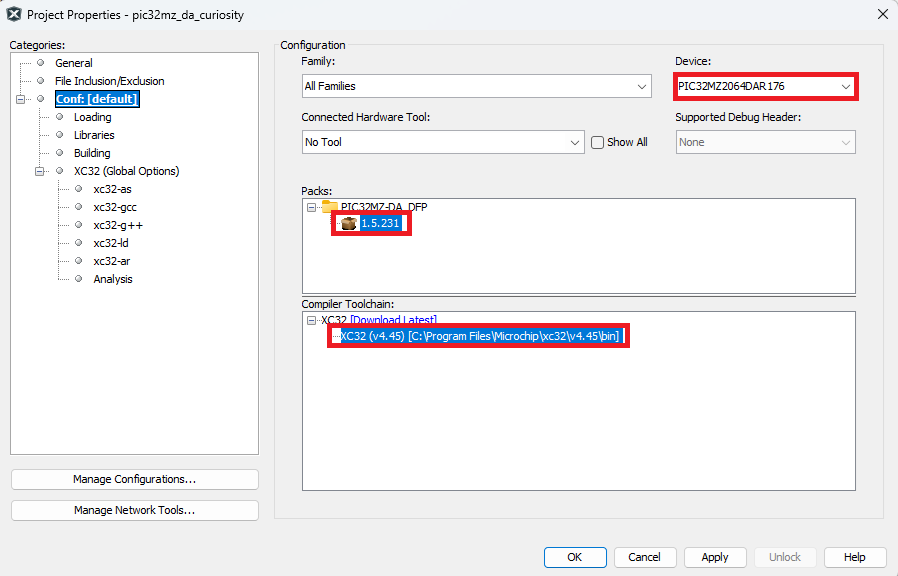 Project Properties - pic32mz_da_curiosity
Categories:
General
File Inclusion/Exclusion
Conf: [default]
Loading
Libraries
Building
XC32 (Global Options)
xc32-as
xc32-gcc
xc32-g++
xc32-ld
xc32-ar
Analysis
Manage Configurations...
Manage Network Tools...
Configuration
Family:
Device:
All Families
PIC32MZ2064DAR176
Connected Hardware Tool:
Supported Debug Header:
No Tool
Show All
None
Packs:
PIC32MZ-DA_DFP
1.5.231
Compiler Toolchain:
XC32 [Download Latest]
XC32 (v4.45) [C:\Program Files\Microchip\xc32\v4.45\bin]
OK
Cancel
Apply
Unlock
Help